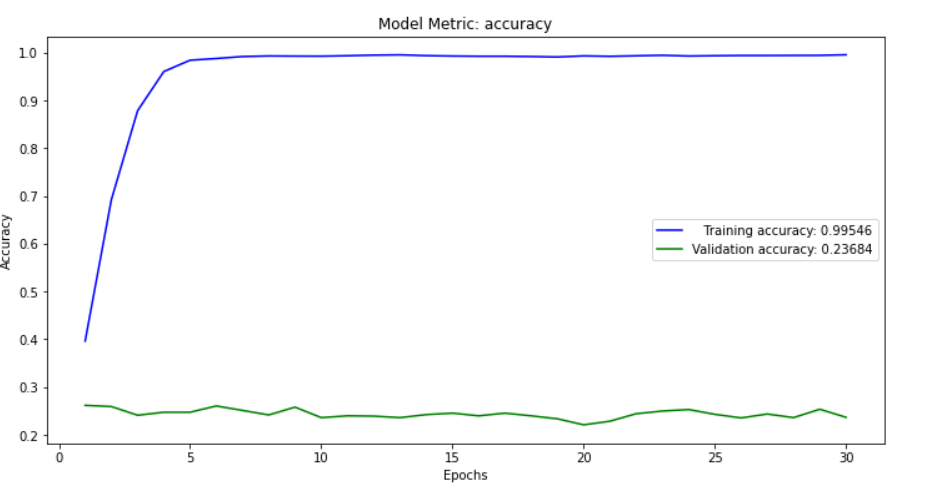 Model Metric: accuracy
1.0
0.9
0.8
0.7
0.6
0.5
0.4
0.3
0.2
Accuracy
Training accuracy: 0.99546
Validation accuracy: 0.23684
0 5 10 15 20 25 30
Epochs